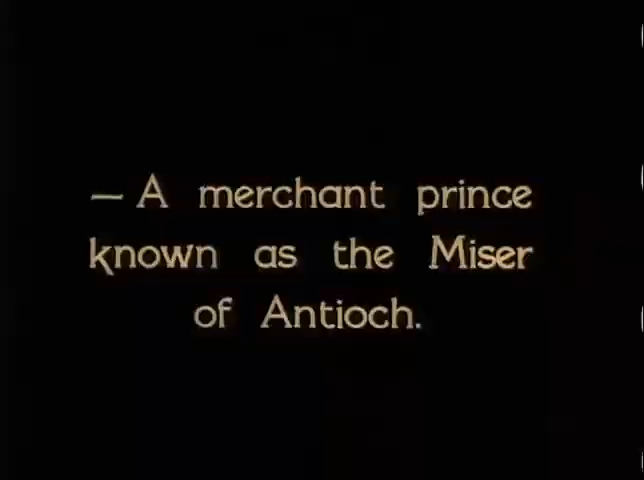 — A merchant prince
known as the Miser
of Antioch.